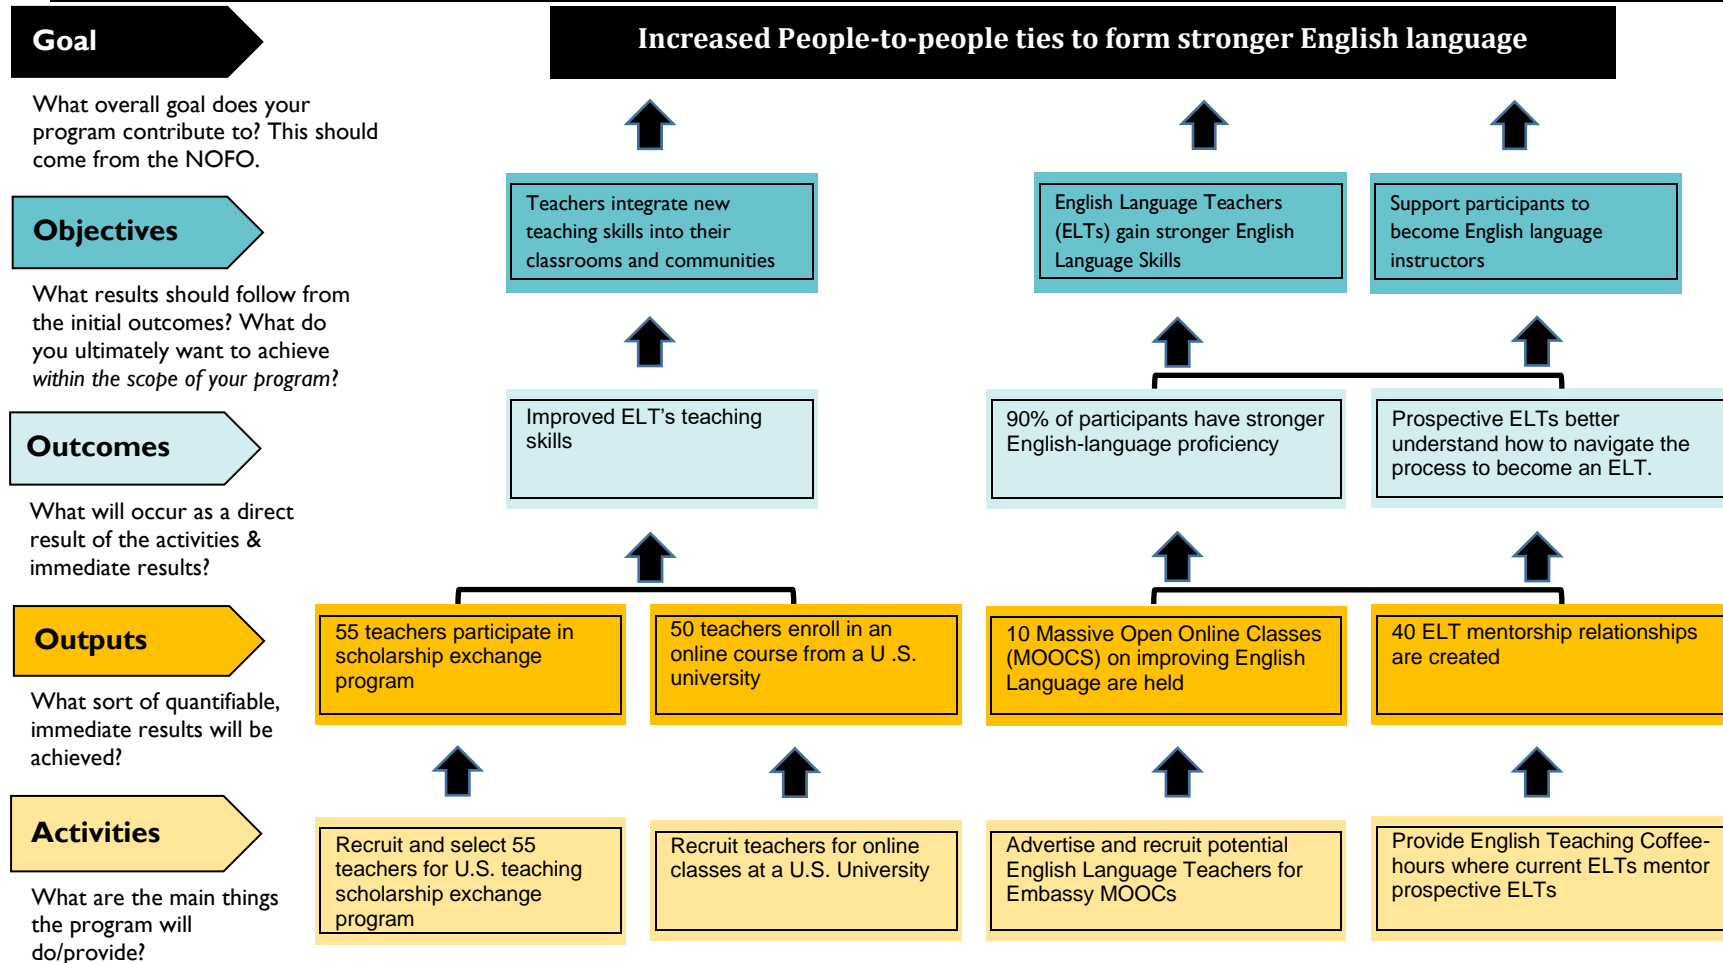 Goal
Increased People-to-people ties to form stronger English language
What overall goal does your
program contribute to? This should
come from the NOFO.
Objectives
Teachers integrate new
teaching skills into their
classrooms and communities
English Language Teachers
(ELTs) gain stronger English
Language Skills
Support participants to
become English language
instructors
What results should follow from
the initial outcomes? What do
you ultimately want to achieve
within the scope of your program?
Outcomes
Improved ELT’s teaching
skills
90% of participants have stronger
English-language proficiency
Prospective ELTs better
understand how to navigate the
process to become an ELT.
What will occur as a direct
result of the activities &
immediate results?
Outputs
55 teachers participate in
scholarship exchange
program
50 teachers enroll in an
online course from a U .S.
university
10 Massive Open Online Classes
(MOOCS) on improving English
Language are held
40 ELT mentorship relationships
are created
What sort of quantifiable,
immediate results will be
achieved?
Activities
Recruit and select 55
teachers for U.S. teaching
scholarship exchange
program
Recruit teachers for online
classes at a U.S. University
Advertise and recruit potential
English Language Teachers for
Embassy MOOCs
Provide English Teaching Coffee-
hours where current ELTs mentor
prospective ELTs
What are the main things
the program will
do/provide?